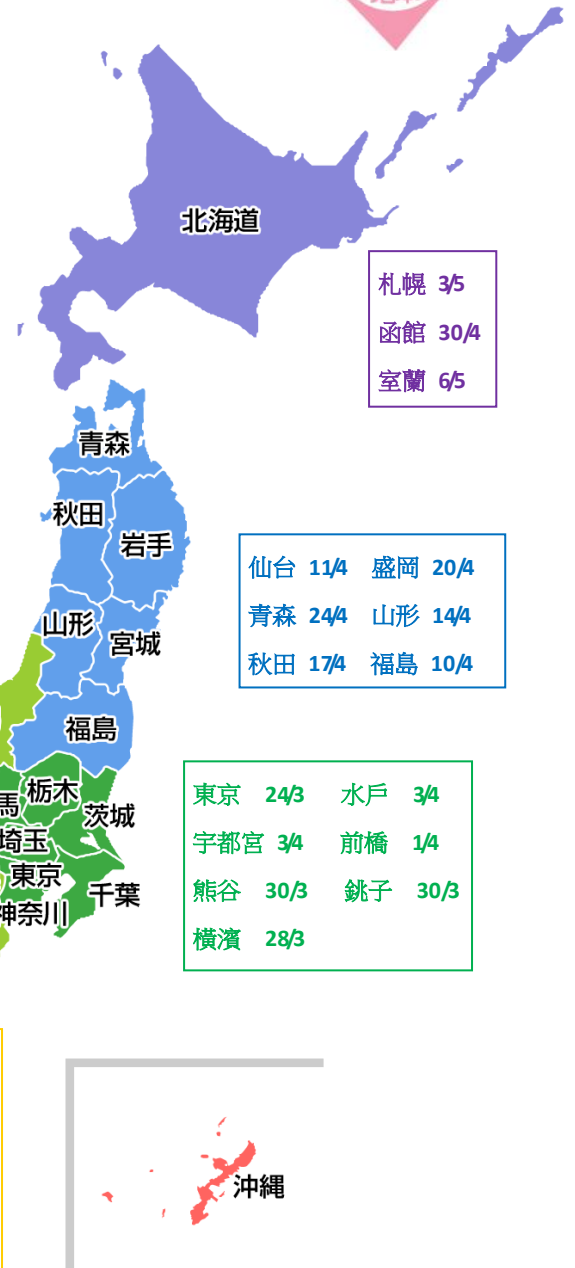 北海道
札幌 3/5
函館 30/4
室蘭 6/5
青森
秋田
岩手
仙台 11/4 盛岡 20/4
青森 24/4 山形 14/4
秋田 17/4 福島 10/4
山形
宮城
福島
東京 24/3 水戶 3/4
宇都宮 3/4 前橋 1/4
熊谷 30/3 銚子 30/3
橫濱 28/3
馬
栃木
茨城
埼玉
東京
千葉
神奈川
沖縄